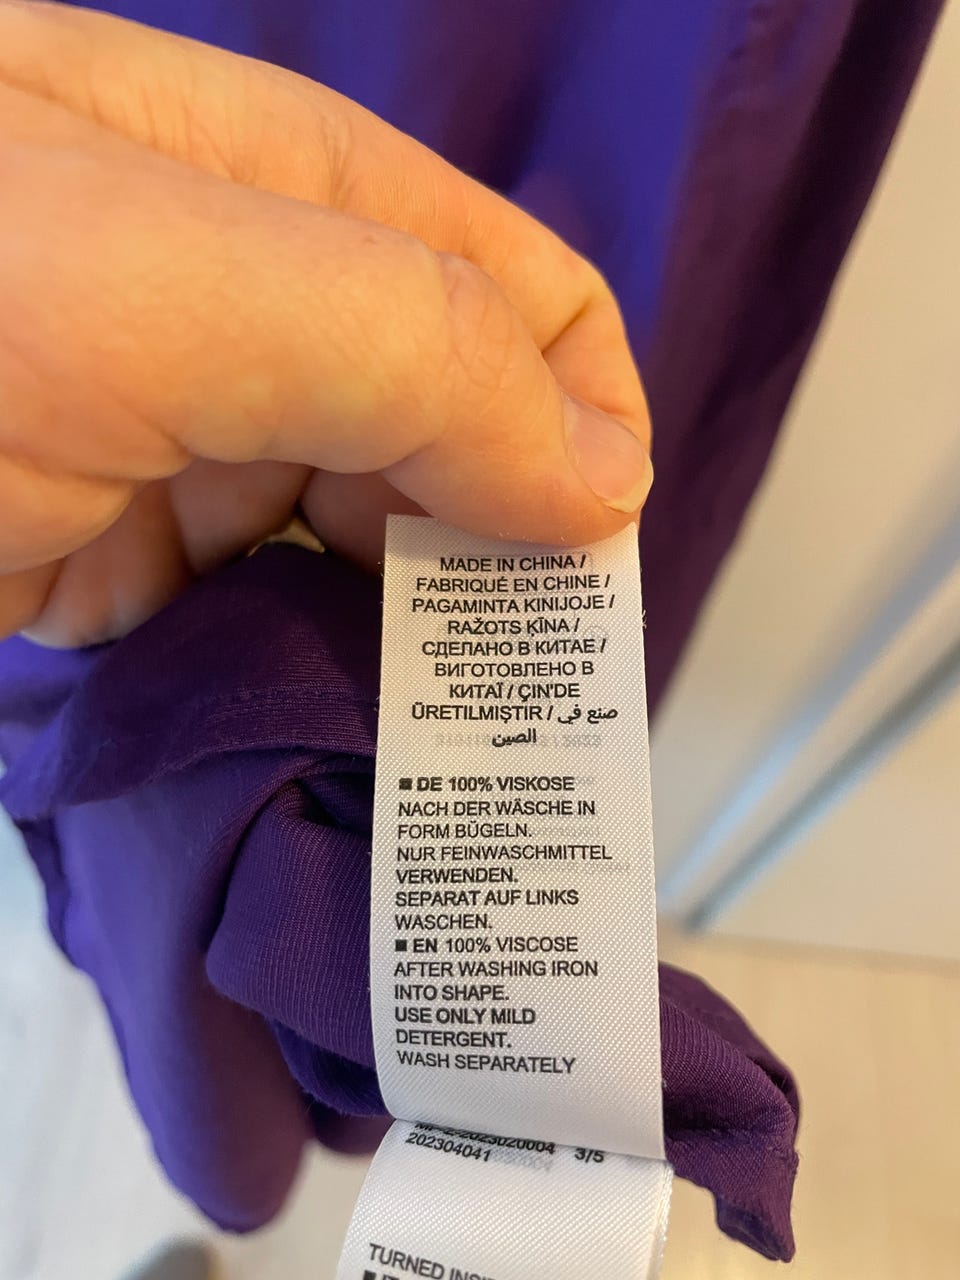 MADE IN CHINA /
FABRIQUÉ EN CHINE /
PAGAMINTA KINIJOJE /
RAŽOTS ĶĪNA /
СДЕЛАНО В КИТАЕ /
ВИГОТОВЛЕНО В
КИТАЇ / ÇIN'DE
ÜRETILMIŞTIR / صنع في
الصين
■ DE 100% VISKOSE
NACH DER WÄSCHE IN
FORM BÜGELN.
NUR FEINWASCHMITTEL
VERWENDEN.
SEPARAT AUF LINKS
WASCHEN.
■ EN 100% VISCOSE
AFTER WASHING IRON
INTO SHAPE.
USE ONLY MILD
DETERGENT.
WASH SEPARATELY
3/5
202304041
TURNED